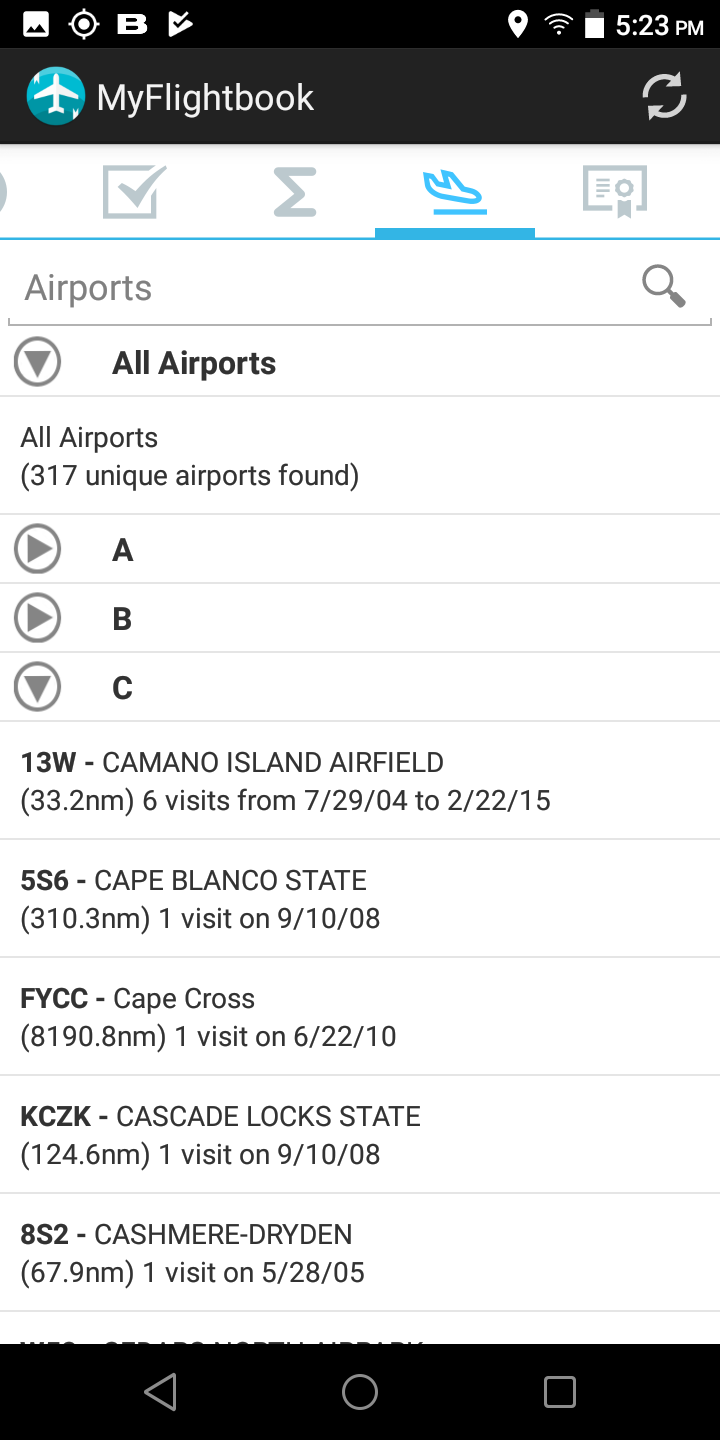 5:23 PM
MyFlightbook
Airports
All Airports
All Airports
(317 unique airports found)
A
B
C
13W - CAMANO ISLAND AIRFIELD
(33.2nm) 6 visits from 7/29/04 to 2/22/15
5S6 - CAPE BLANCO STATE
(310.3nm) 1 visit on 9/10/08
FYCC - Cape Cross
(8190.8nm) 1 visit on 6/22/10
KCZK - CASCADE LOCKS STATE
(124.6nm) 1 visit on 9/10/08
8S2 - CASHMERE-DRYDEN
(67.9nm) 1 visit on 5/28/05